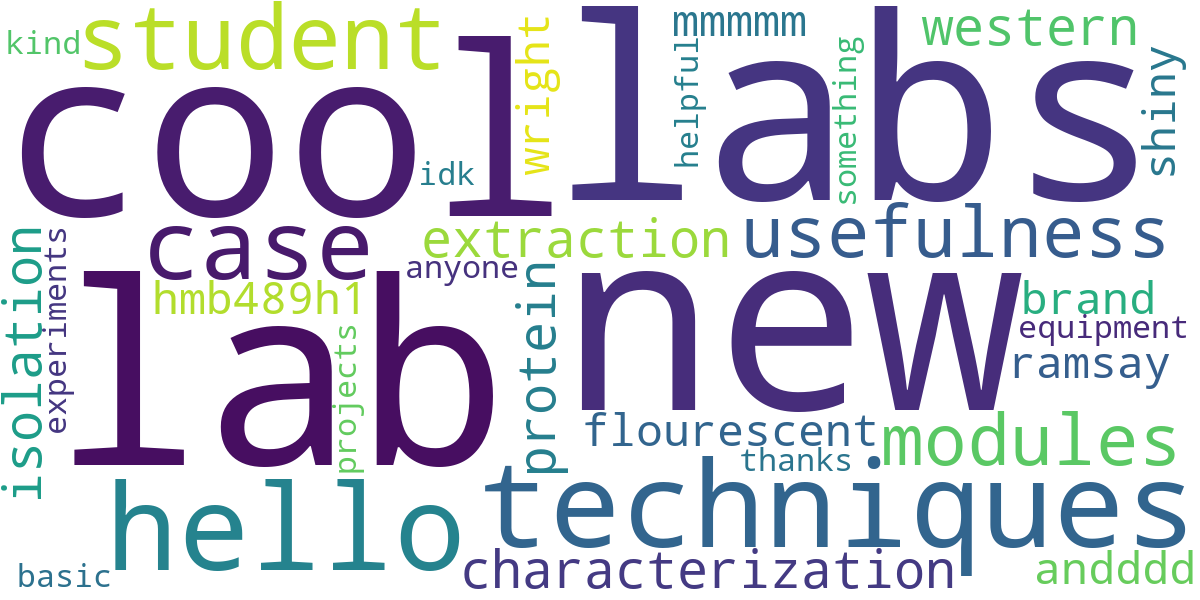 kind
student
cool
wright
mmmmm
labs
western
helpful
something
shiny
idk
case
extraction
usefulness
isolation
experiments
anyone
hmb489h1
lab
projects
protein
new
brand
equipment
ramsay
flourescent
modules
thanks
hello
techniques
basic
characterization
andddd